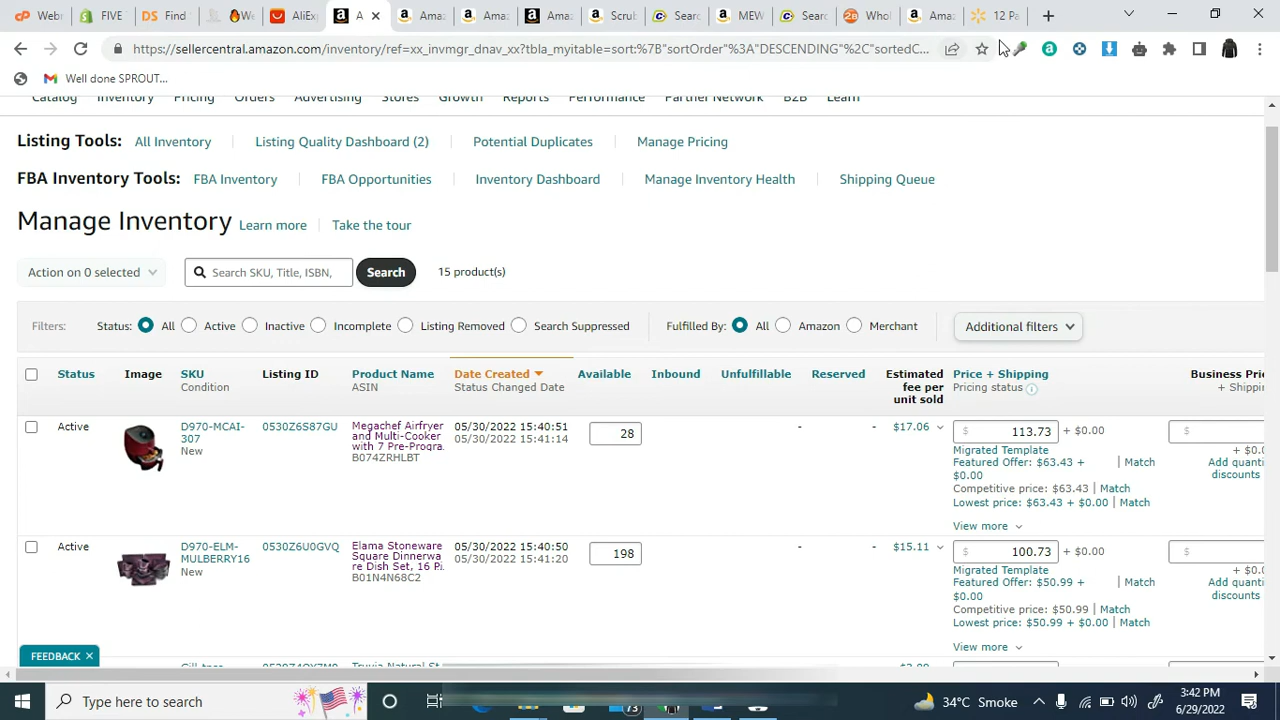 Webr
FIVE
Find
We
AliEx
A
Amaz
Amaz
Amaz
Scrub
Searc
MEV
Searc
Whol
Amaz
12 Pa
https://sellercentral.amazon.com/inventory/ref=xx_invmgr_dnav_xx?tbla_myitable=sort:%7B"sortOrder"%3A"DESCENDING"%2C"sortedC...
Well done SPROUT...
Catalog Inventory Pricing Orders Advertising Stores Growth Reports Performance Partner Network B2B Learn
Listing Tools: All Inventory Listing Quality Dashboard (2) Potential Duplicates Manage Pricing
FBA Inventory Tools: FBA Inventory FBA Opportunities Inventory Dashboard Manage Inventory Health Shipping Queue
Manage Inventory Learn more Take the tour
Action on 0 selected Search SKU, Title, ISBN, Search 15 product(s)
Filters: Status: All Active Inactive Incomplete Listing Removed Search Suppressed Fulfilled By: All Amazon Merchant Additional filters
Status Image SKU Listing ID Product Name Date Created Available Inbound Unfulfillable Reserved Estimated Price + Shipping Business Pri
Condition ASIN Status Changed Date fee per Pricing status + Shippin
unit sold
Active D970-MCAI- 0530Z6S87GU Megachef Airfryer 05/30/2022 15:40:51 28 - - $17.06 $ 113.73 + $0.00 $
307 and Multi-Cooker 05/30/2022 15:41:14
New with 7 Pre-Progra. + $0.0
B074ZRHLBT Migrated Template
Featured Offer: $63.43 + | Match Add quanti
$0.00 discounts
Competitive price: $63.43 | Match
Lowest price: $63.43 + $0.00 | Match
View more
Active D970-ELM- 0530Z6U0GVQ Elama Stoneware 05/30/2022 15:40:50 198 - - $15.11 $ 100.73 + $0.00 $
MULBERRY16 Square Dinnerwa 05/30/2022 15:41:20
New re Dish Set, 16 P.
B01N4N68C2 Migrated Template + $0.0
Featured Offer: $50.99 + | Match Add quanti
$0.00 discounts
Competitive price: $50.99 | Match
Lowest price: $50.99 + $0.00 | Match
View more
FEEDBACK
Type here to search 34°C Smoke 3:42 PM
6/29/2022